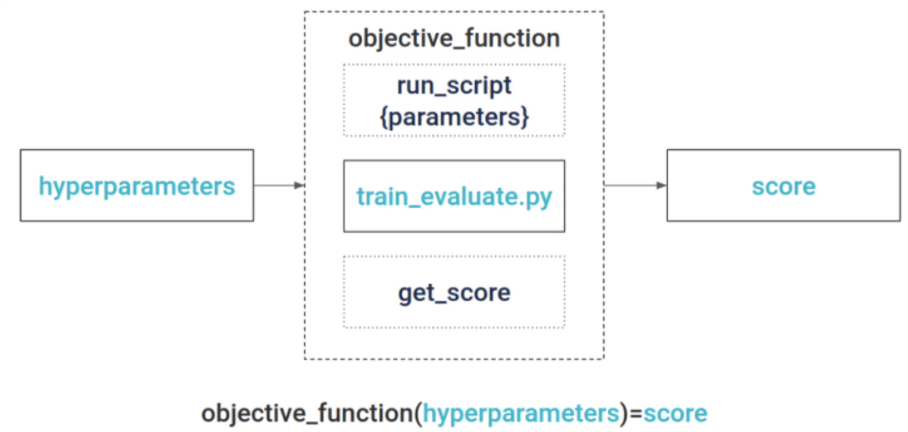 objective_function
run_script
{parameters}
hyperparameters
train_evaluate.py
score
get_score
objective_function(hyperparameters)=score